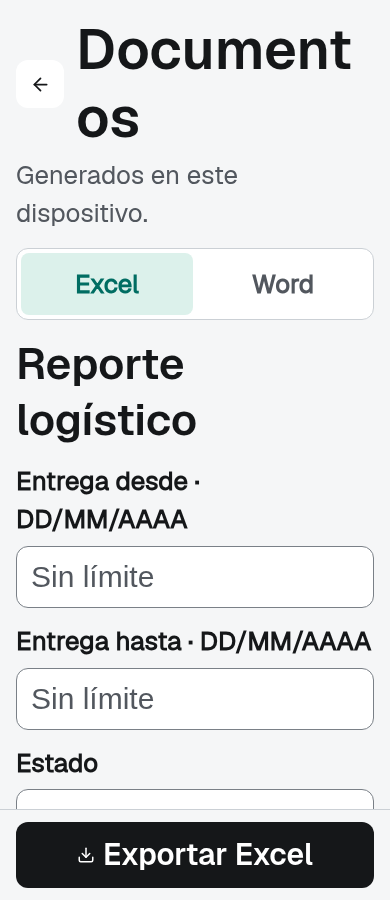 Document
os
Generados en este
dispositivo.
Excel
Word
Reporte
logístico
Entrega desde ·
DD/MM/AAAA
Sin límite
Entrega hasta · DD/MM/AAAA
Sin límite
Estado
Exportar Excel